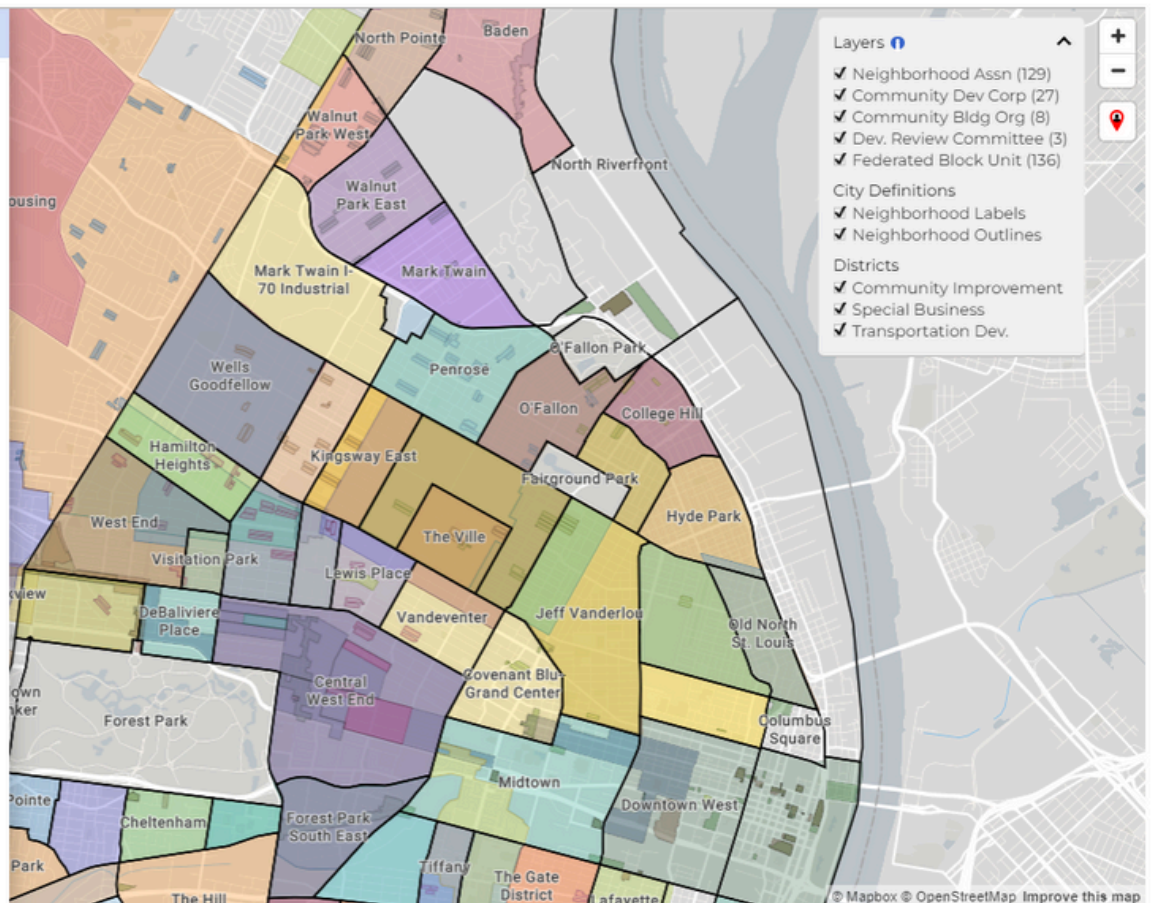 North Pointe
Baden
Walnut
Park West
North Riverfront
Walnut
Park East
ousing
Mark Twain I-
70 Industrial
Mark Twain
O'Fallon Park
Penrose
Wells
Goodfellow
O'Fallon
College Hill
Hamilton
Heights
Kingsway East
Fairground Park
West End
Hyde Park
The Ville
Visitation Park
Lewis Place
kview
DeBaliviere
Place
Vandeventer
Jeff Vanderlou
Old North
St. Louis
Covenant Blu-
Grand Center
Central
West End
own
ker
Forest Park
Columbus
Square
Midtown
Pointe
Cheltenham
Forest Park
South East
Downtown West
Park
Tiffany
The Gate
District
The Hill
Lafayette
Layers
Neighborhood Assn (129)
Community Dev Corp (27)
Community Bldg Org (8)
Dev. Review Committee (3)
Federated Block Unit (136)
City Definitions
Neighborhood Labels
Neighborhood Outlines
Districts
Community Improvement
Special Business
Transportation Dev.
+
−
© Mapbox © OpenStreetMap Improve this map